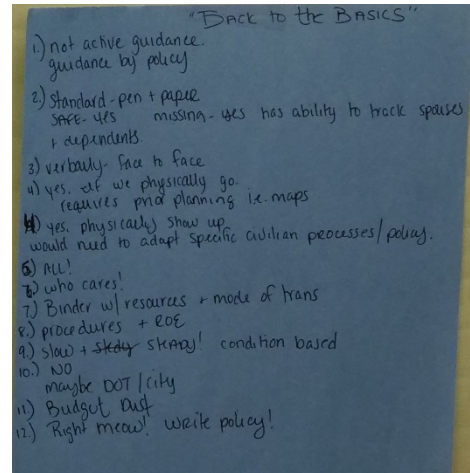 "BACK to the BASICS"
1.) not active guidance.
guidance by policy
2.) Standard - pen + paper
SAFE - yes missing - yes has ability to track spouses
+ dependents.
3) verbally - face to face
4) yes, if we physically go.
requires prior planning i.e. maps
4) yes, physically show up
would need to adapt specific civilian processes/policy.
5) ALL!
6) who cares!
7) Binder w/ resources + mode of trans
8.) procedures + ROE
9.) slow + stedy STEADY! condition based
10.) NO
maybe DOT/city
11.) Budget Dust
12.) Right meow! write policy!